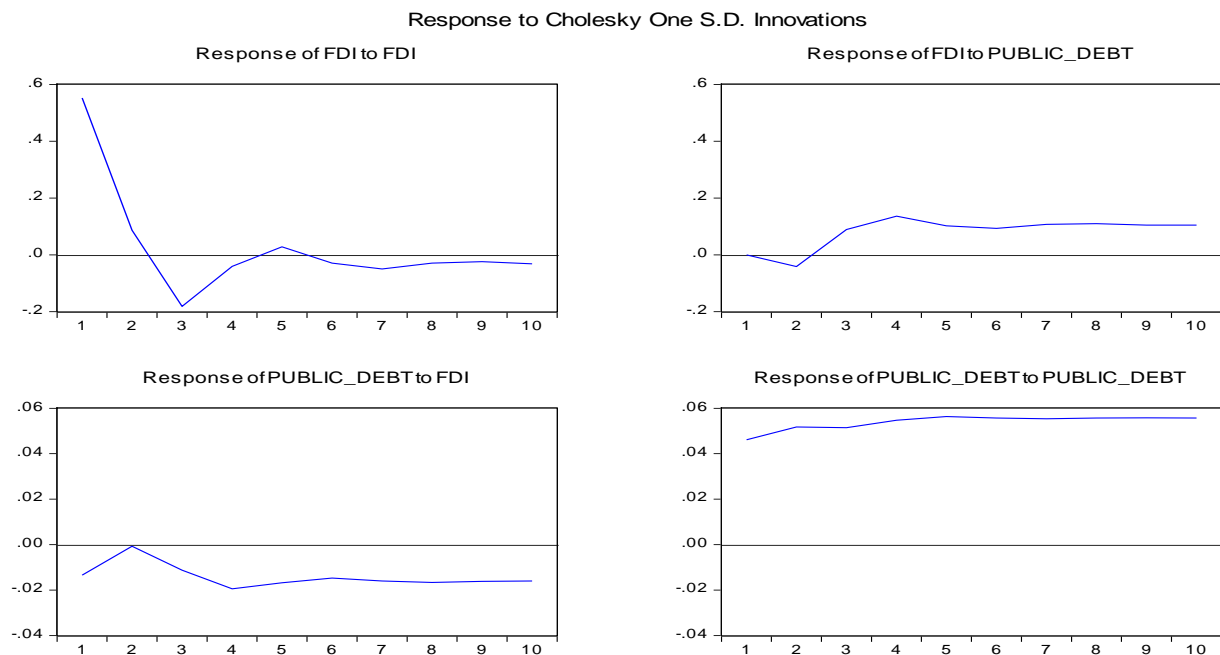 Response to Cholesky One S.D. Innovations
Response of FDI to FDI
.6
.4
.2
.0
-.2
1 2 3 4 5 6 7 8 9 10
Response of FDI to PUBLIC_DEBT
.6
.4
.2
.0
-.2
1 2 3 4 5 6 7 8 9 10
Response of PUBLIC_DEBT to FDI
.06
.04
.02
.00
-.02
-.04
1 2 3 4 5 6 7 8 9 10
Response of PUBLIC_DEBT to PUBLIC_DEBT
.06
.04
.02
.00
-.02
-.04
1 2 3 4 5 6 7 8 9 10